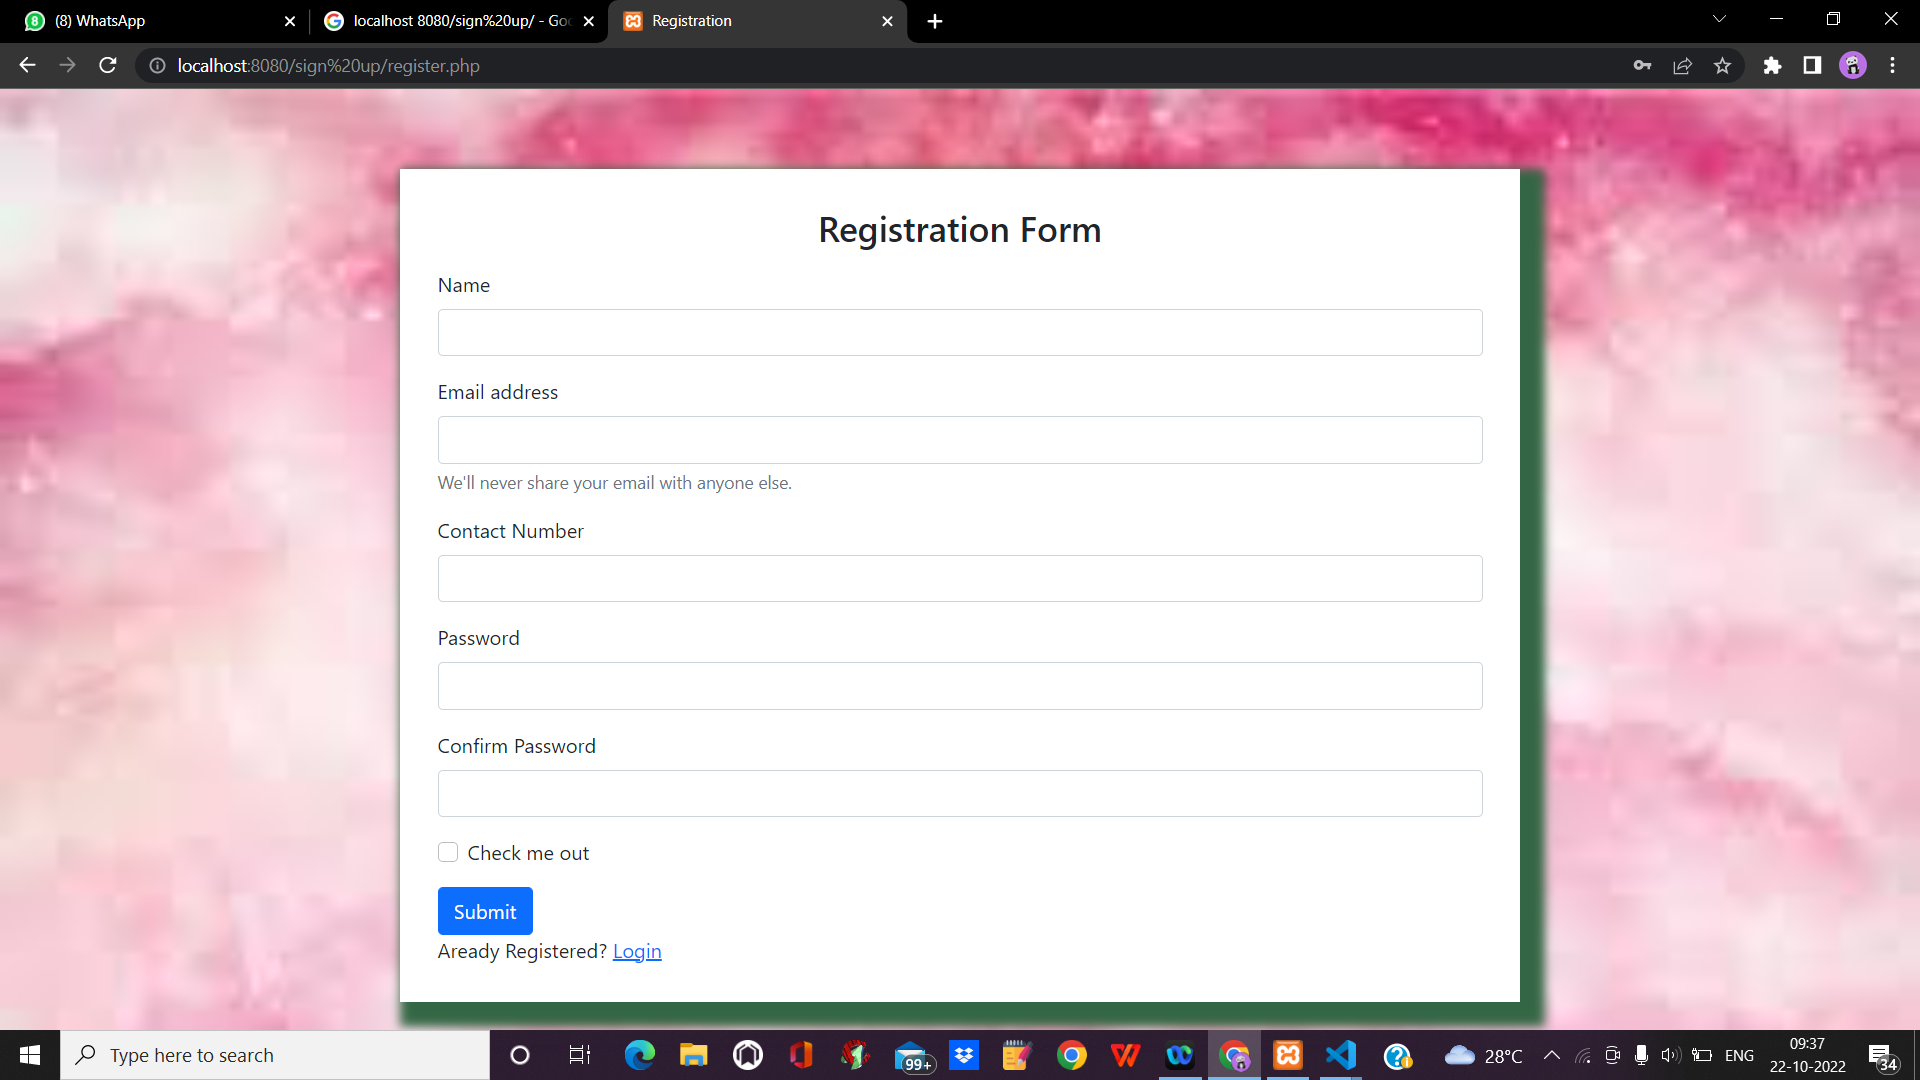 (8) WhatsApp
localhost 8080/sign%20up/ - Goo
Registration
localhost:8080/sign%20up/register.php
Registration Form
Name
Email address
We'll never share your email with anyone else.
Contact Number
Password
Confirm Password
Check me out
Submit
Aready Registered? Login
Type here to search
99+
28°C
ENG
09:37
22-10-2022
34